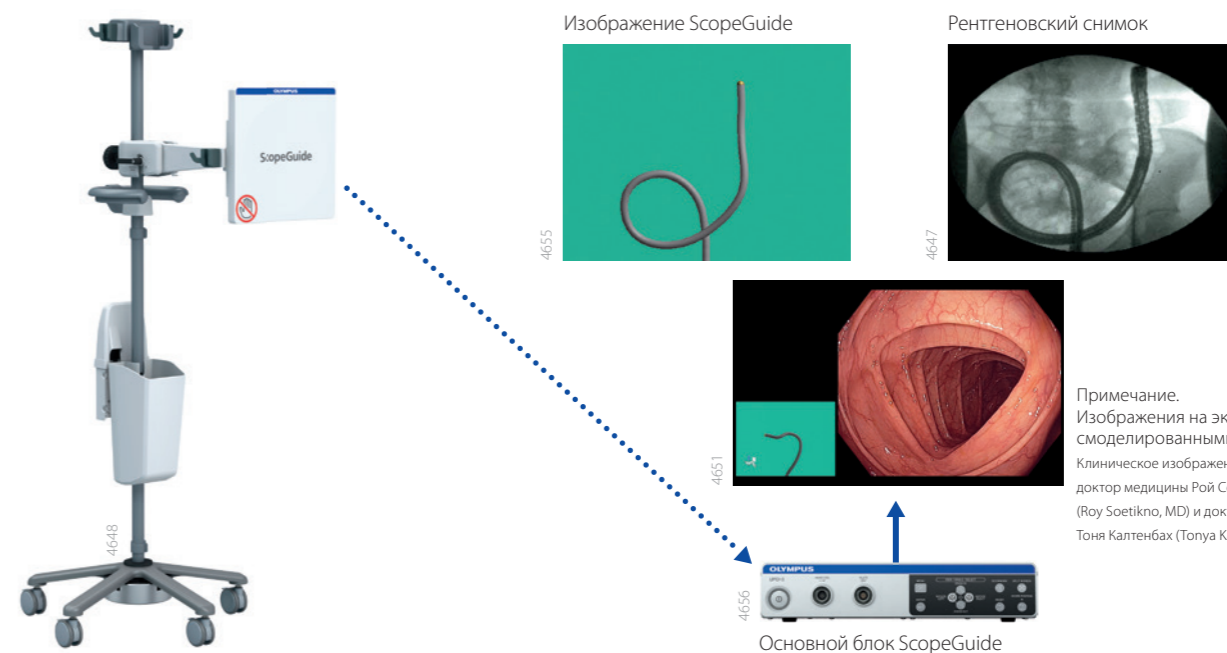 Изображение ScopeGuide
Рентгеновский снимок
OLYMPUS
ScopeGuide
4655
4647
4651
Примечание.
Изображения на эк
смоделированными
Клиническое изображен
доктор медицины Рой С
(Roy Soetikno, MD) и док
Тоня Калтенбах (Tonya K
4648
OLYMPUS
4656
Основной блок ScopeGuide